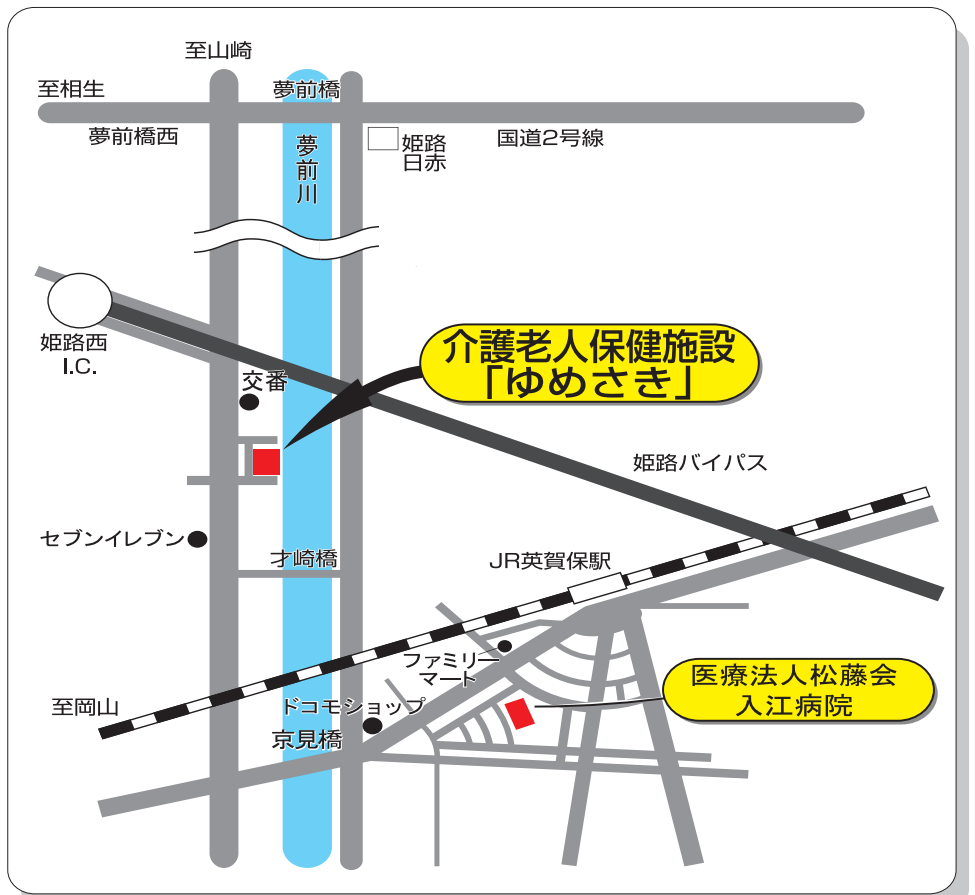 至山崎
至相生
夢前橋
夢前橋西
夢前川
姫路
日赤
国道2号線
姫路西
I.C.
介護老人保健施設
「ゆめさき」
交番
姫路バイパス
セブンイレブン
才崎橋
JR英賀保駅
ファミリー
マート
医療法人松藤会
入江病院
至岡山
ドコモショップ
京見橋